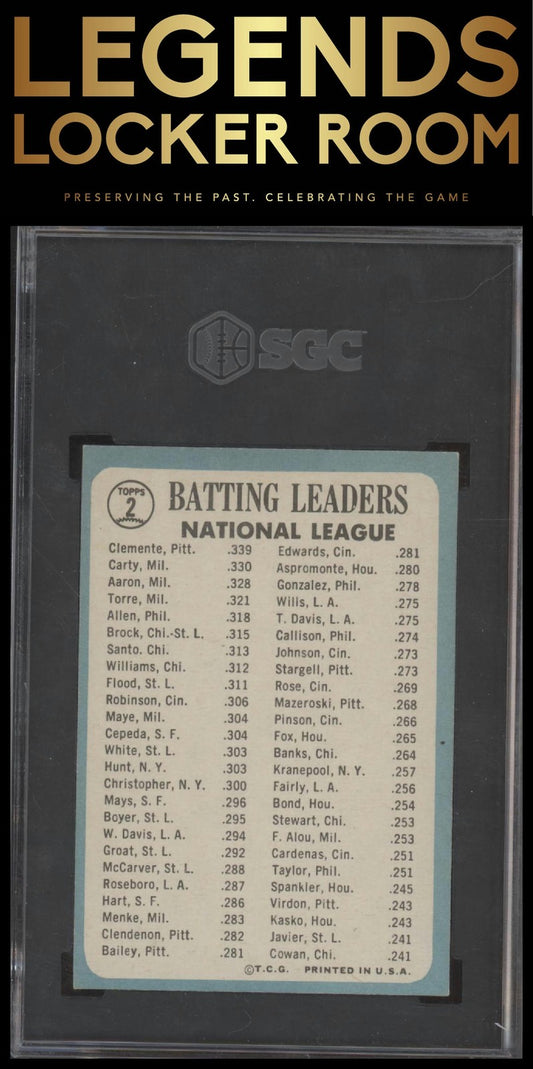 LEGENDS
LOCKER ROOM
PRESERVING THE PAST. CELEBRATING THE GAME
SGC
TOPPS
2
BATTING LEADERS
NATIONAL LEAGUE
Clemente, Pitt. .339
Carty, Mil. .330
Aaron, Mil. .328
Torre, Mil. .321
Allen, Phil. .318
Brock, Chi.-St. L. .315
Santo. Chi. .313
Williams, Chi. .312
Flood, St. L. .311
Robinson, Cin. .306
Maye, Mil. .304
Cepeda, S. F. .304
White, St. L. .303
Hunt, N. Y. .303
Christopher, N. Y. .300
Mays, S. F. .296
Boyer, St. L. .295
W. Davis, L. A. .294
Groat, St. L. .292
McCarver, St. L. .288
Roseboro, L. A. .287
Hart, S. F. .286
Menke, Mil. .283
Clendenon, Pitt. .282
Bailey, Pitt. .281
Edwards, Cin. .281
Aspromonte, Hou. .280
Gonzalez, Phil. .278
Wilis, L. A. .275
T. Davis, L. A. .275
Callison, Phil. .274
Johnson, Cin. .273
Stargell, Pitt. .273
Rose, Cin. .269
Mazeroski, Pitt. .268
Pinson, Cin. .266
Fox, Hou. .265
Banks, Chi. .264
Kranepool, N. Y. .257
Fairly, L. A. .256
Bond, Hou. .254
Stewart, Chi. .253
F. Alou, Mil. .253
Cardenas, Cin. .251
Taylor, Phil. .251
Spankler, Hou. .245
Virdon, Pitt. .243
Kasko, Hou. .243
Javier, St. L. .241
Cowan, Chi. .241
©T.C.G. PRINTED IN U.S.A.